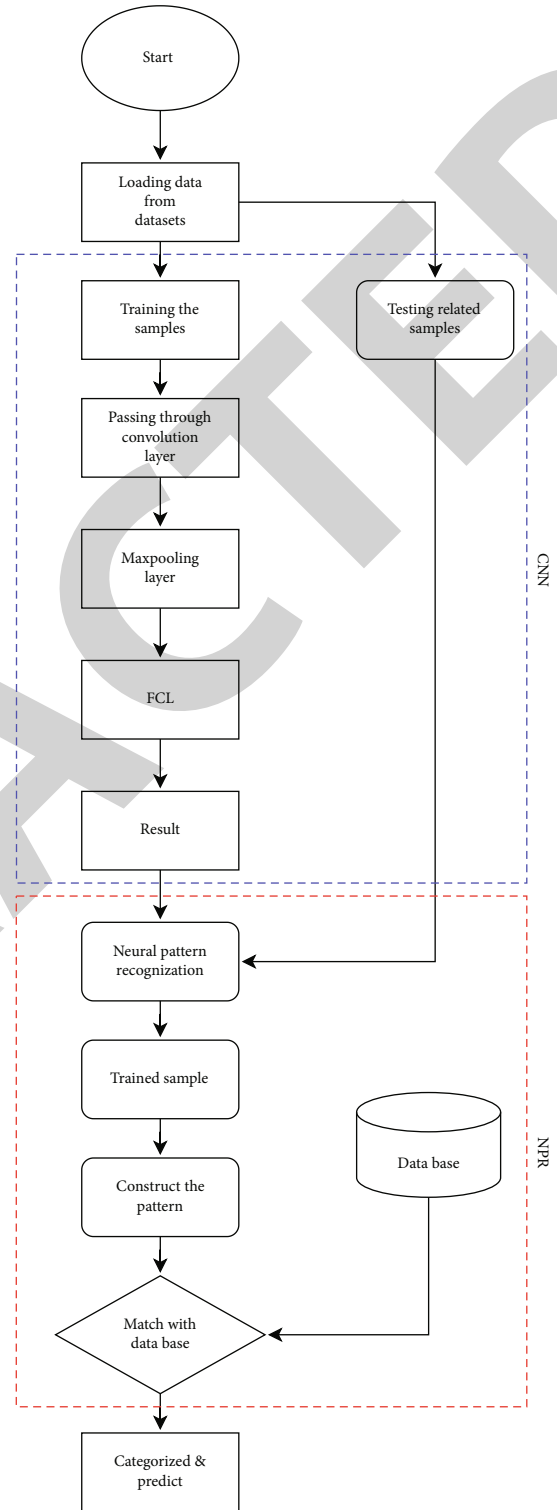 Start
Loading data
from
datasets
Training the
samples
Testing related
samples
Passing through
convolution
layer
Maxpooling
layer
CNN
FCL
Result
Neural pattern
recognization
Trained sample
Construct the
pattern
Data base
NPR
Match with
data base
Categorized &
predict
ACTED